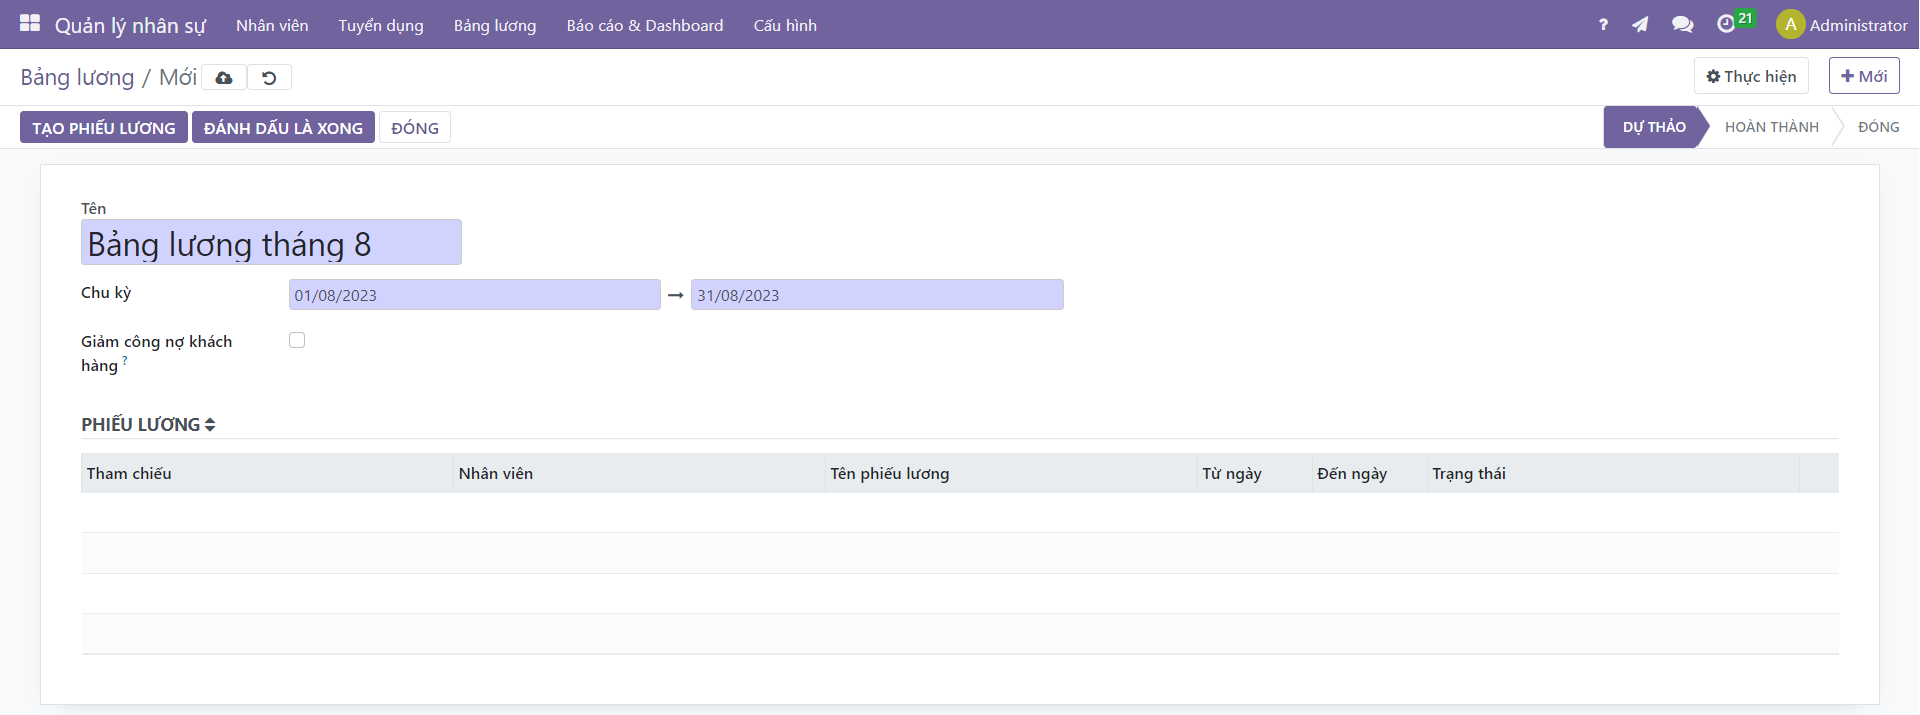 Quản lý nhân sự Nhân viên Tuyển dụng Bảng lương Báo cáo & Dashboard Cấu hình ? 21 A Administrator
Bảng lương / Mới Thực hiện + Mới
TẠO PHIẾU LƯƠNG ĐÁNH DẤU LÀ XONG ĐÓNG DỰ THẢO HOÀN THÀNH ĐÓNG
Tên
Bảng lương tháng 8
Chu kỳ 01/08/2023 → 31/08/2023
Giảm công nợ khách
hàng ?
PHIẾU LƯƠNG
Tham chiếu Nhân viên Tên phiếu lương Từ ngày Đến ngày Trạng thái